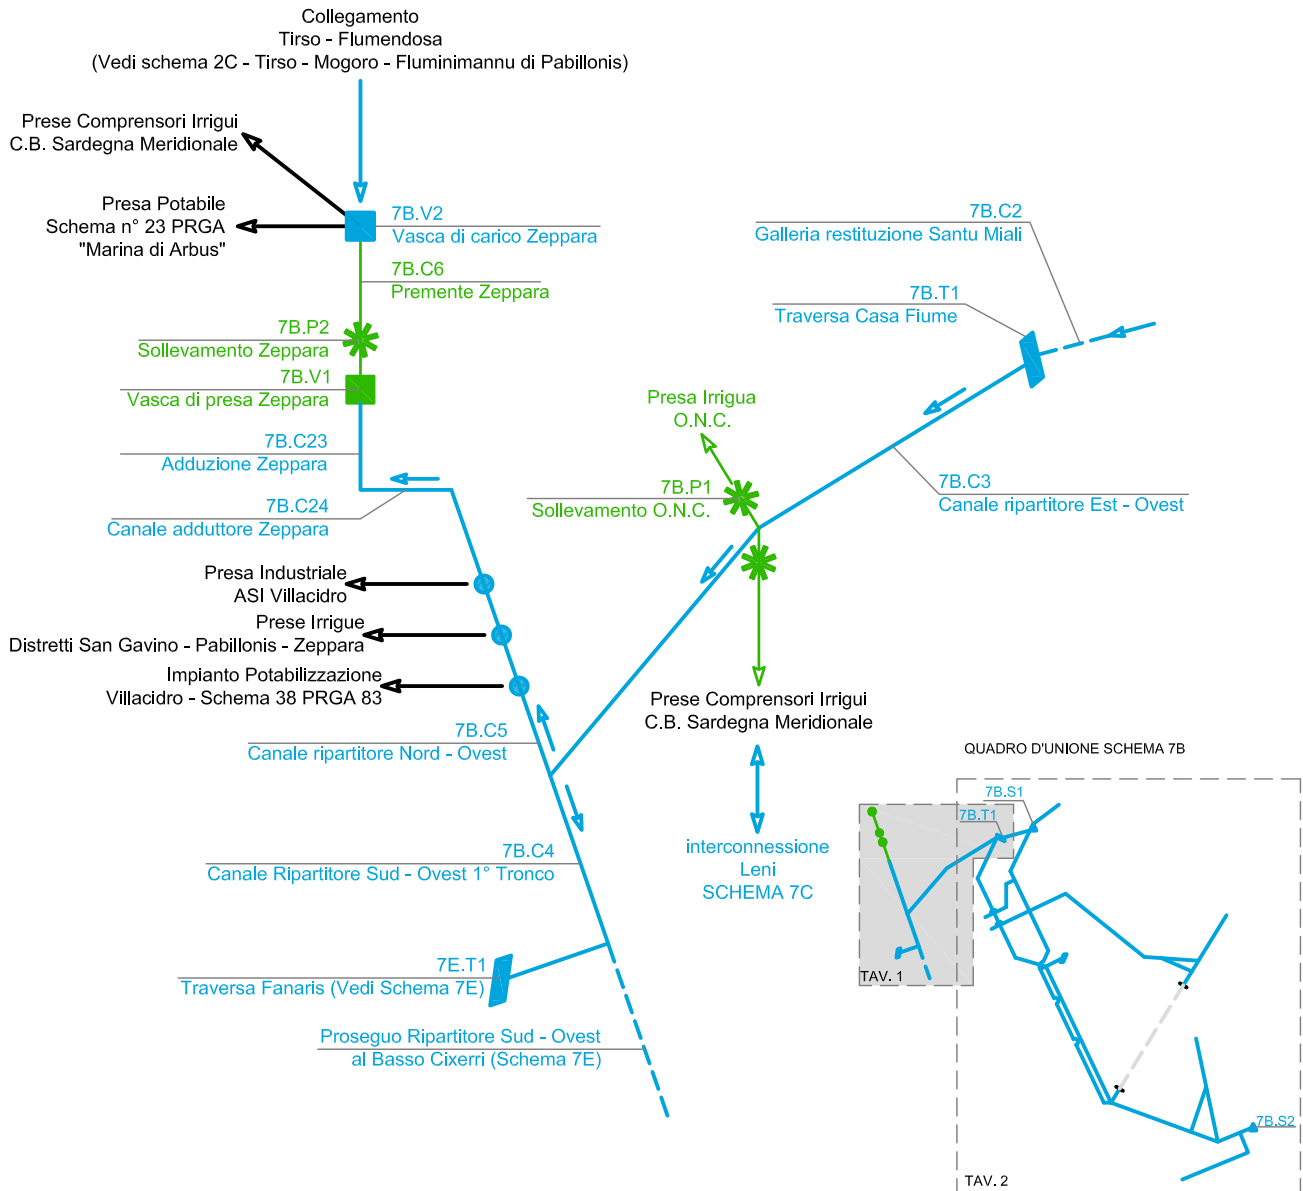 Collegamento
Tirso - Flumendosa
(Vedi schema 2C - Tirso - Mogoro - Fluminimannu di Pabillonis)
Prese Comprensori Irrigui
C.B. Sardegna Meridionale
Presa Potabile
Schema n° 23 PRGA
"Marina di Arbus"
7B.V2
Vasca di carico Zeppara
7B.C6
Premente Zeppara
7B.P2
Sollevamento Zeppara
7B.V1
Vasca di presa Zeppara
7B.C23
Adduzione Zeppara
7B.C24
Canale adduttore Zeppara
7B.C2
Galleria restituzione Santu Miali
7B.T1
Traversa Casa Fiume
Presa Irrigua
O.N.C.
7B.P1
Sollevamento O.N.C.
7B.C3
Canale ripartitore Est - Ovest
Presa Industriale
ASI Villacidro
Prese Irrigue
Distretti San Gavino - Pabillonis - Zeppara
Impianto Potabilizzazione
Villacidro - Schema 38 PRGA 83
7B.C5
Canale ripartitore Nord - Ovest
Prese Comprensori Irrigui
C.B. Sardegna Meridionale
interconnessione
Leni
SCHEMA 7C
7B.C4
Canale Ripartitore Sud - Ovest 1° Tronco
7E.T1
Traversa Fanaris (Vedi Schema 7E)
Proseguo Ripartitore Sud - Ovest
al Basso Cixerri (Schema 7E)
QUADRO D'UNIONE SCHEMA 7B
7B.S1
7B.T1
TAV. 1
7B.S2
TAV. 2